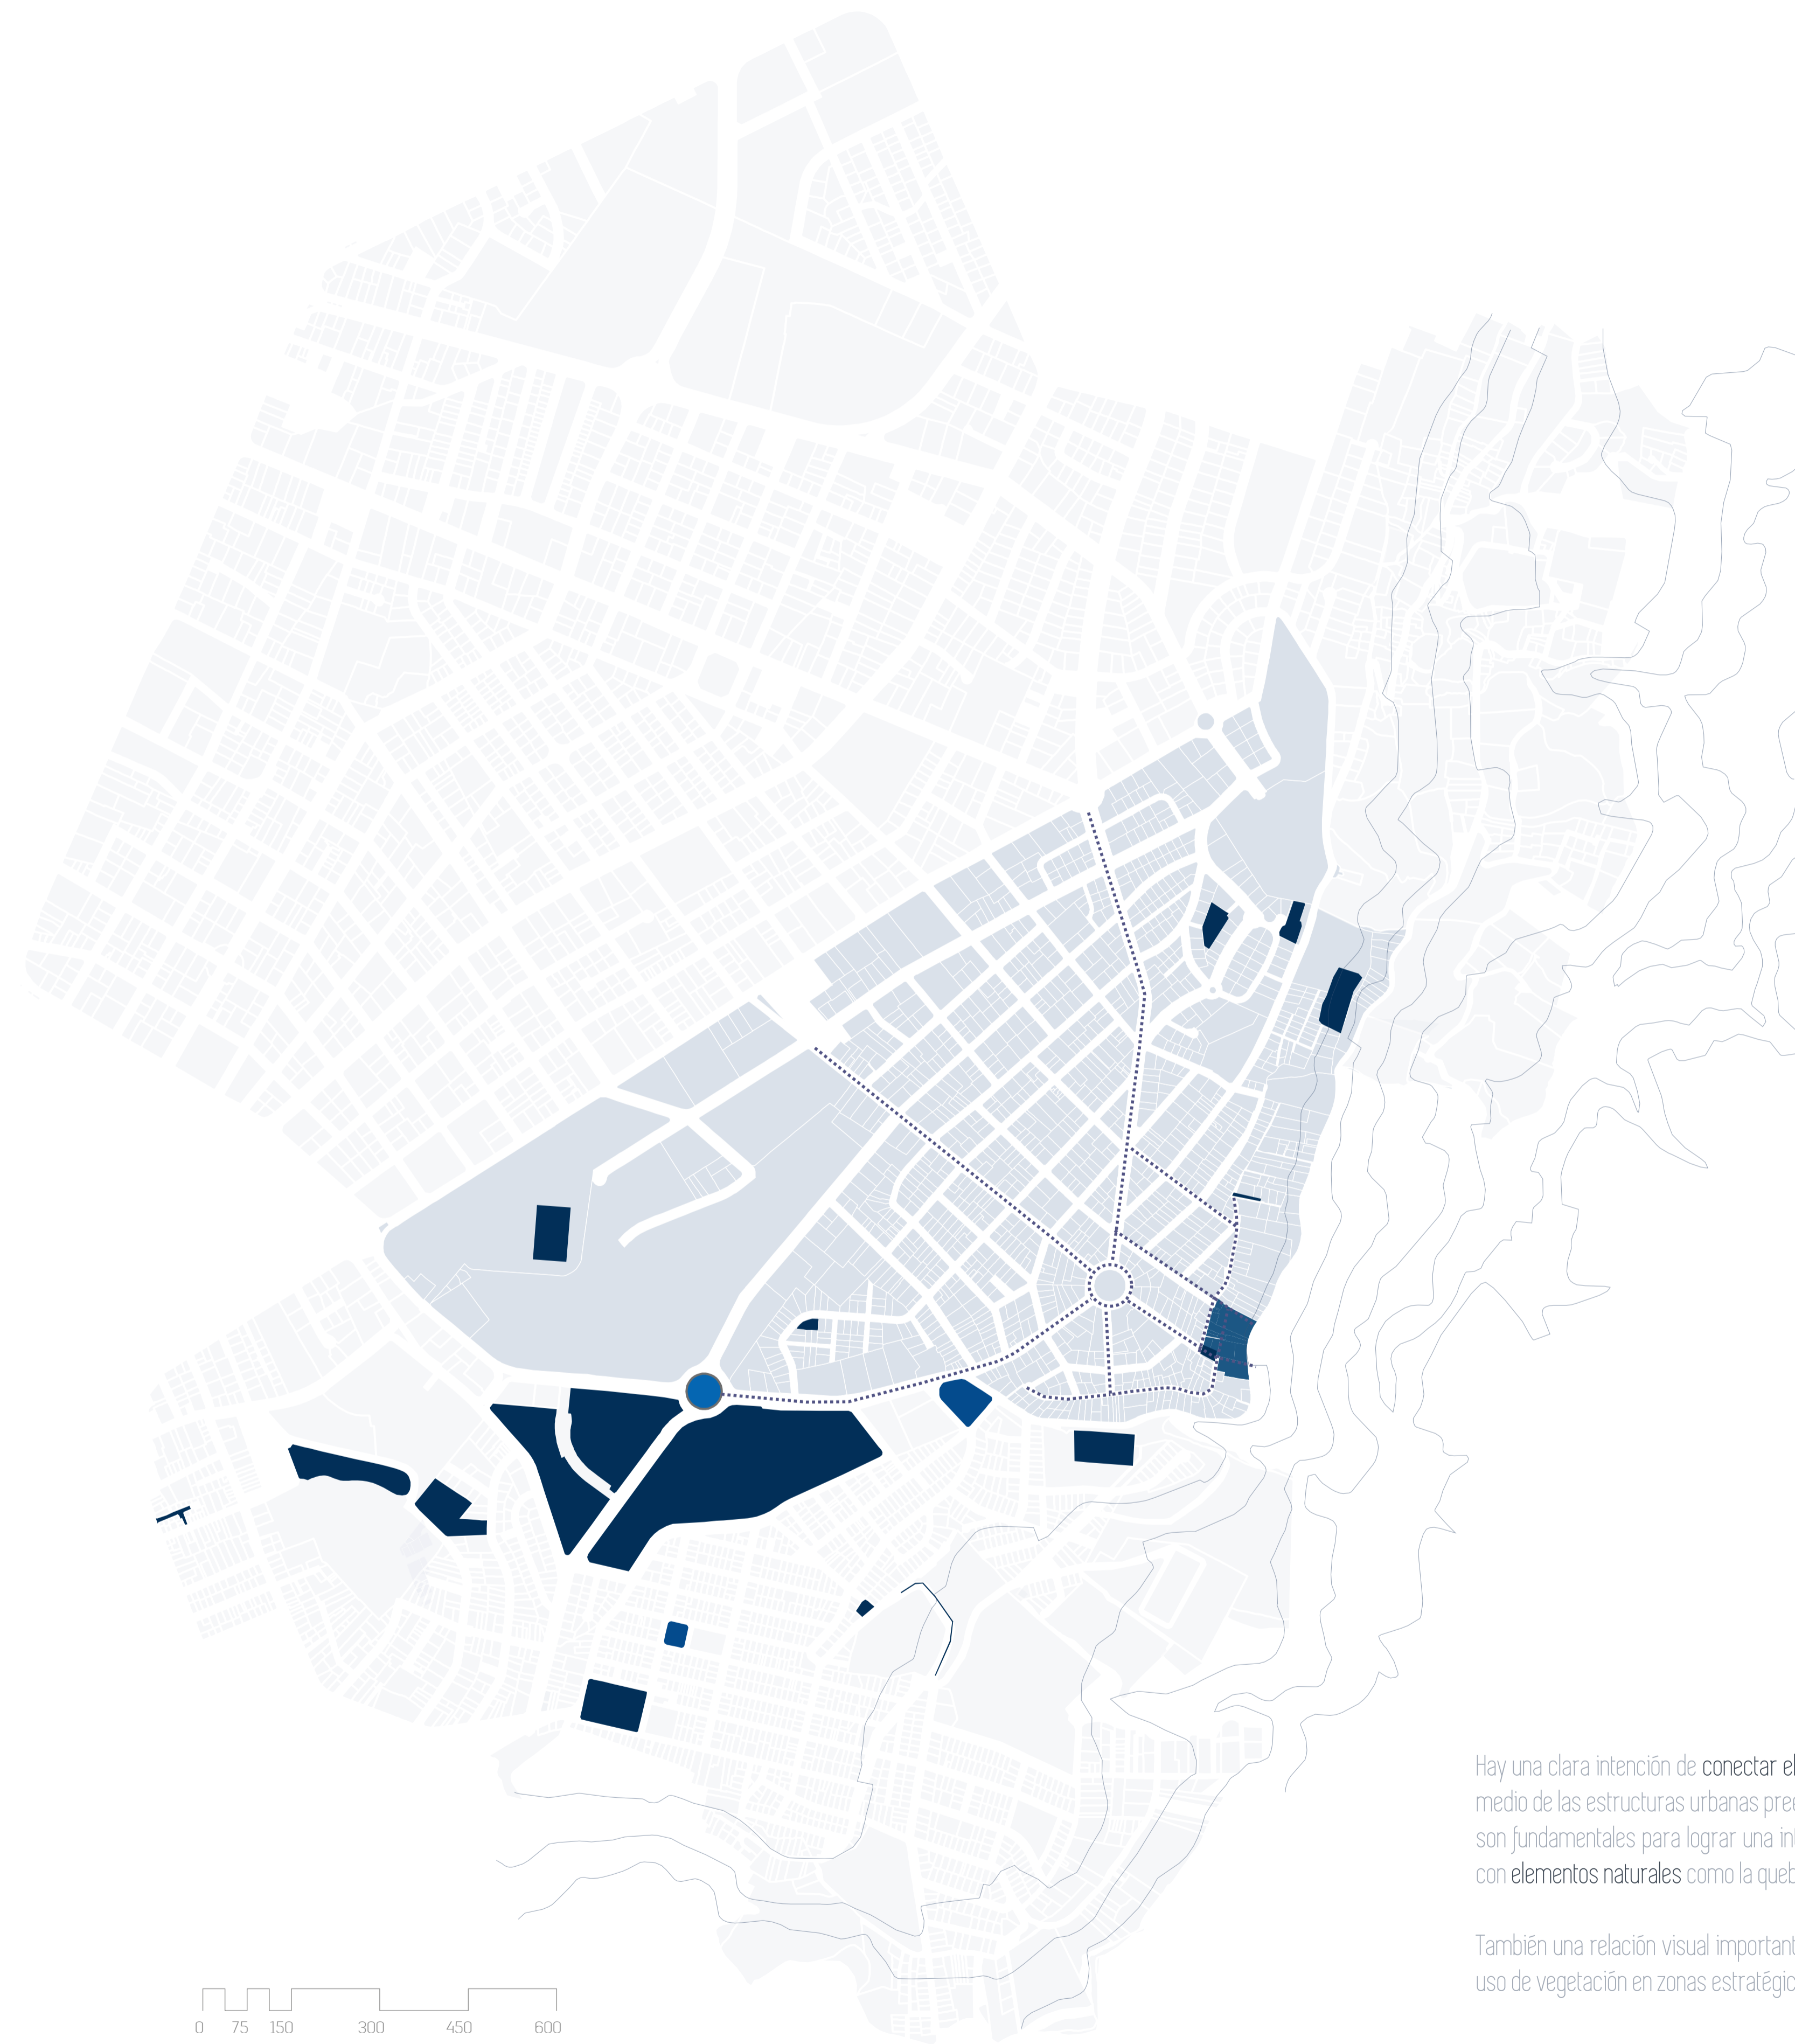 Hay una clara intención de conectar el
medio de las estructuras urbanas pree
son fundamentales para lograr una in
con elementos naturales como la queb
También una relación visual important
uso de vegetación en zonas estratégic
0 75 150 300 450 600